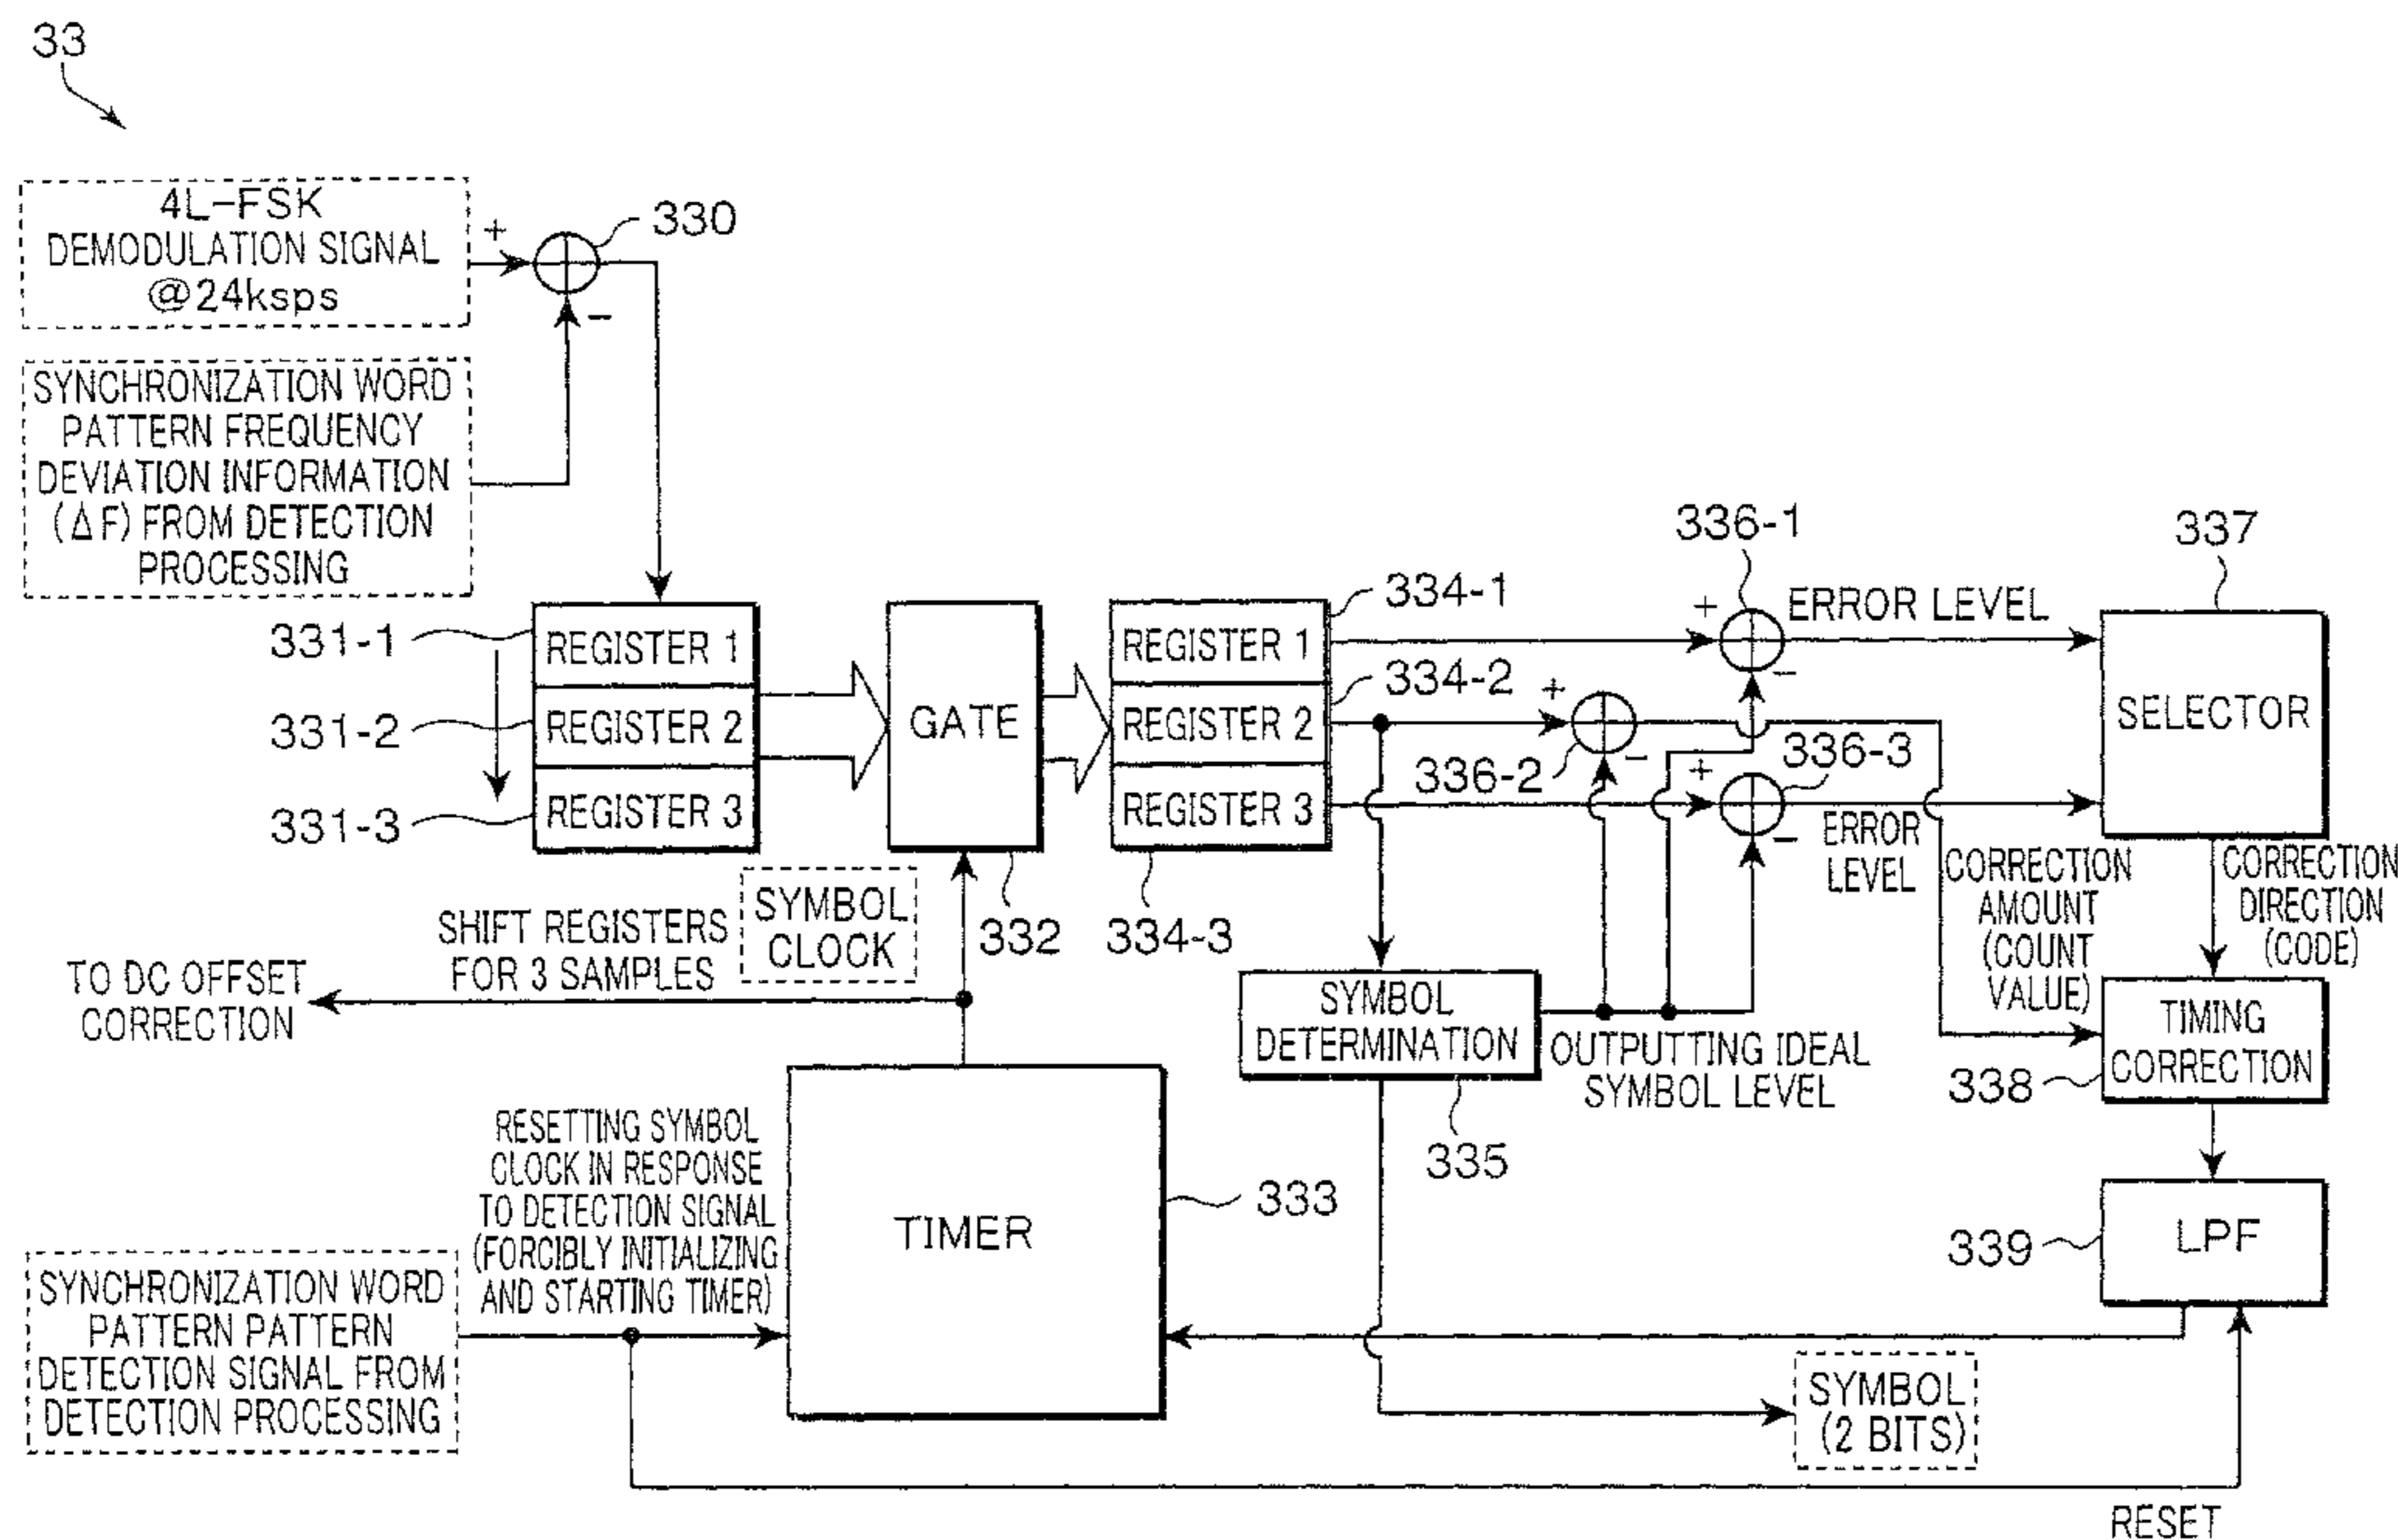 33
4L-FSK
DEMODULATION SIGNAL
@24ksps
+
-
330
SYNCHRONIZATION WORD
PATTERN FREQUENCY
DEVIATION INFORMATION
(ΔF) FROM DETECTION
PROCESSING
331-1
331-2
331-3
REGISTER 1
REGISTER 2
REGISTER 3
SHIFT REGISTERS
FOR 3 SAMPLES
GATE
332
SYMBOL
CLOCK
TO DC OFFSET
CORRECTION
REGISTER 1
REGISTER 2
REGISTER 3
334-1
334-2
334-3
336-1
+
-
ERROR LEVEL
336-2
+
-
336-3
+
-
ERROR
LEVEL
337
SELECTOR
CORRECTION
AMOUNT
(COUNT
VALUE)
CORRECTION
DIRECTION
(CODE)
SYMBOL
DETERMINATION
335
OUTPUTTING IDEAL
SYMBOL LEVEL
TIMING
CORRECTION
338
LPF
339
RESETTING SYMBOL
CLOCK IN RESPONSE
TO DETECTION SIGNAL
(FORCIBLY INITIALIZING
AND STARTING TIMER)
TIMER
333
SYNCHRONIZATION WORD
PATTERN PATTERN
DETECTION SIGNAL FROM
DETECTION PROCESSING
SYMBOL
(2 BITS)
RESET